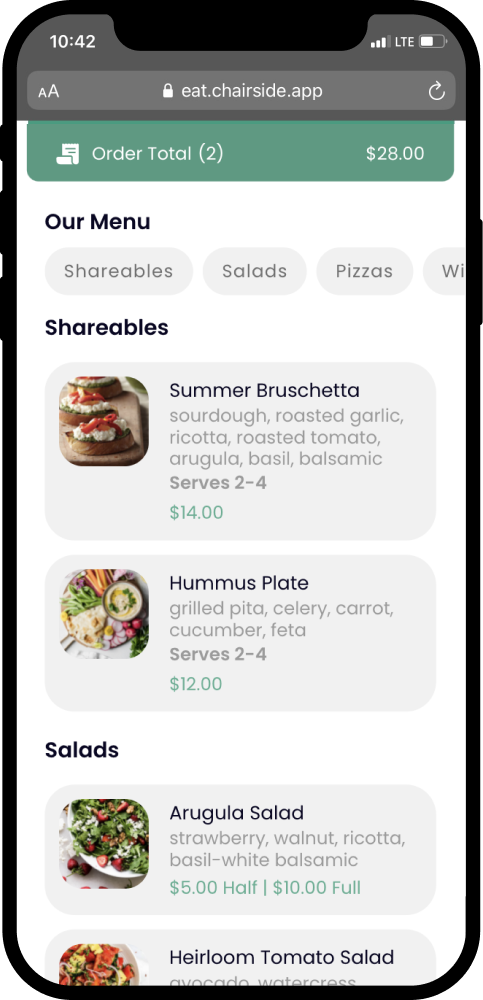 10:42
LTE
AA
eat.chairside.app
Order Total (2) $28.00
Our Menu
Shareables Salads Pizzas Wi
Shareables
Summer Bruschetta
sourdough, roasted garlic,
ricotta, roasted tomato,
arugula, basil, balsamic
Serves 2-4
$14.00
Hummus Plate
grilled pita, celery, carrot,
cucumber, feta
Serves 2-4
$12.00
Salads
Arugula Salad
strawberry, walnut, ricotta,
basil-white balsamic
$5.00 Half | $10.00 Full
Heirloom Tomato Salad
avocado, watercress